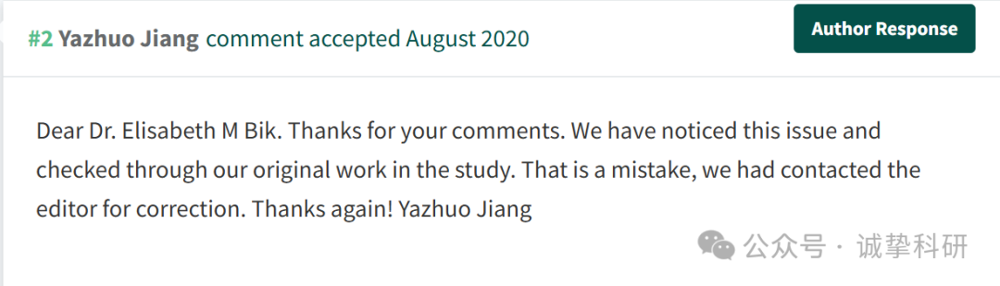 #2 Yazhuo Jiang comment accepted August 2020
Author Response
Dear Dr. Elisabeth M Bik. Thanks for your comments. We have noticed this issue and
checked through our original work in the study. That is a mistake, we had contacted the
editor for correction. Thanks again! Yazhuo Jiang
公众号 · 诚挚科研